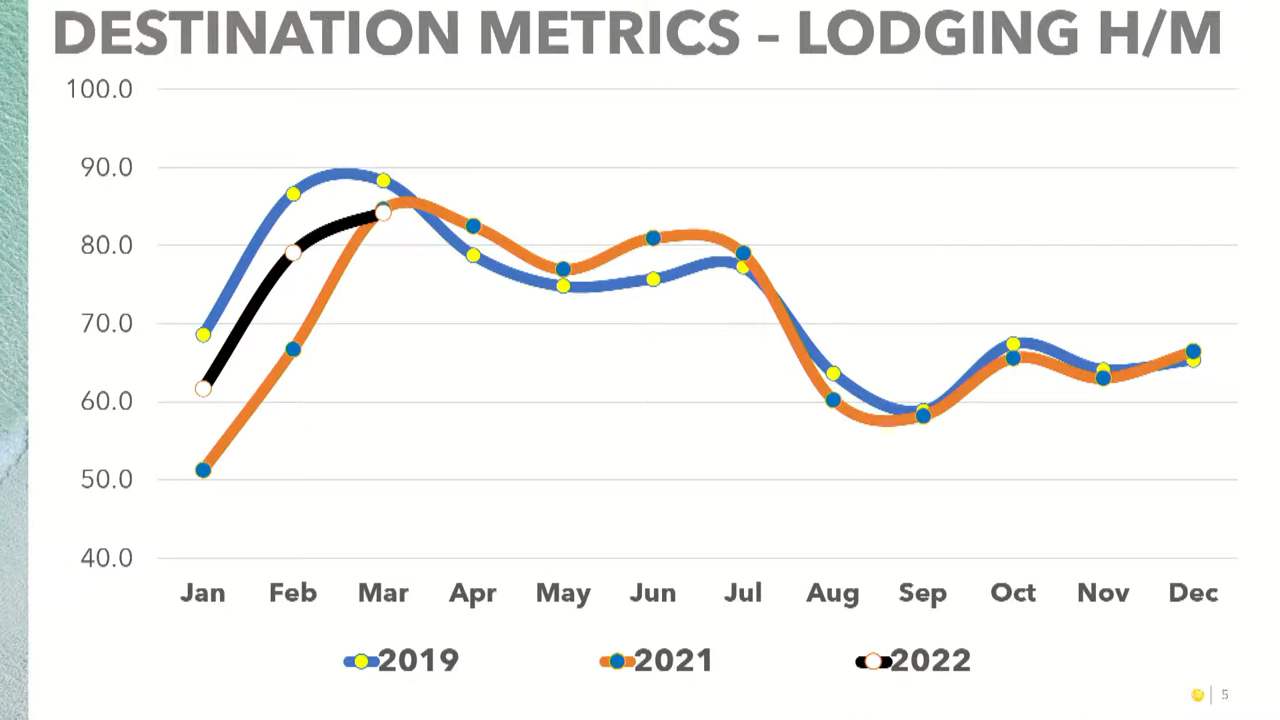 DESTINATION METRICS – LODGING H/M
100.0
90.0
80.0
70.0
60.0
50.0
40.0
Jan Feb Mar Apr May Jun Jul Aug Sep Oct Nov Dec
2019 2021 2022
5